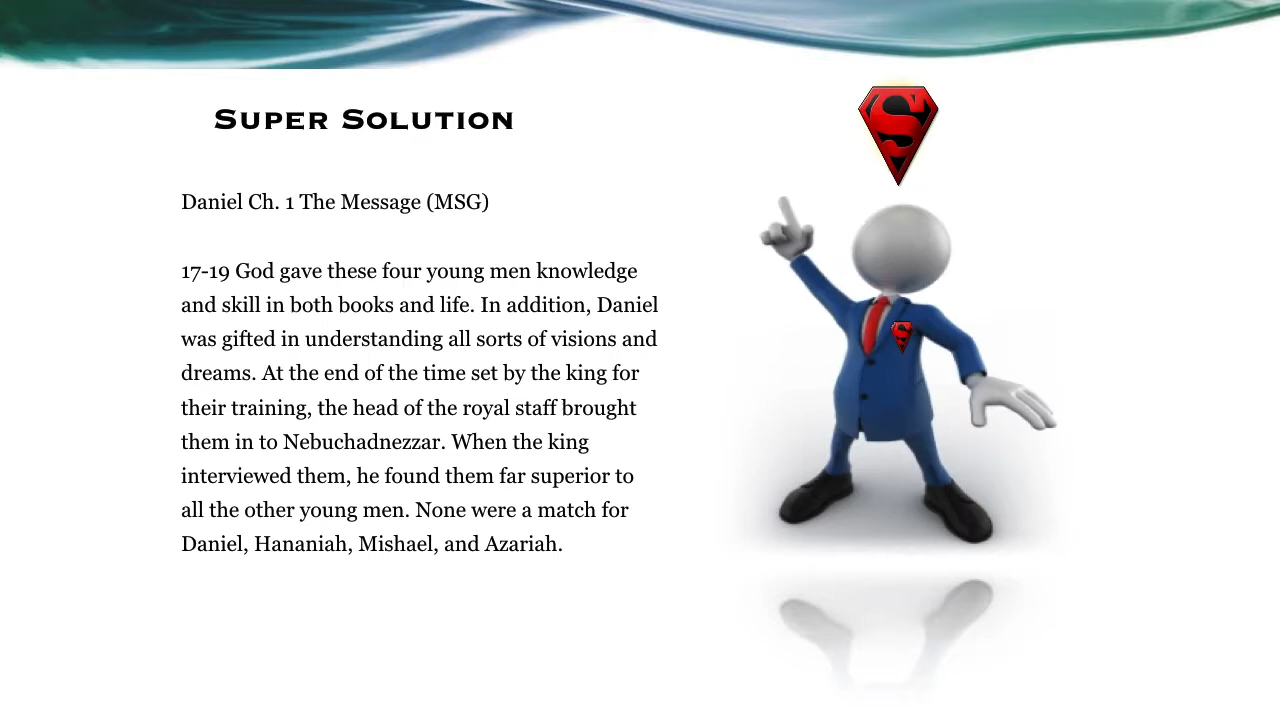 Super Solution
Daniel Ch. 1 The Message (MSG)
17-19 God gave these four young men knowledge
and skill in both books and life. In addition, Daniel
was gifted in understanding all sorts of visions and
dreams. At the end of the time set by the king for
their training, the head of the royal staff brought
them in to Nebuchadnezzar. When the king
interviewed them, he found them far superior to
all the other young men. None were a match for
Daniel, Hananiah, Mishael, and Azariah.
S
S